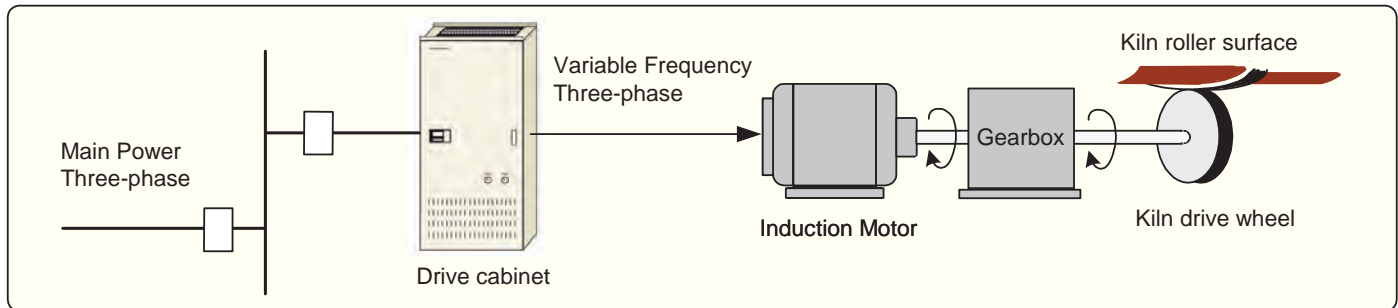 Main Power
Three-phase
Drive cabinet
Variable Frequency
Three-phase
Induction Motor
Gearbox
Kiln roller surface
Kiln drive wheel